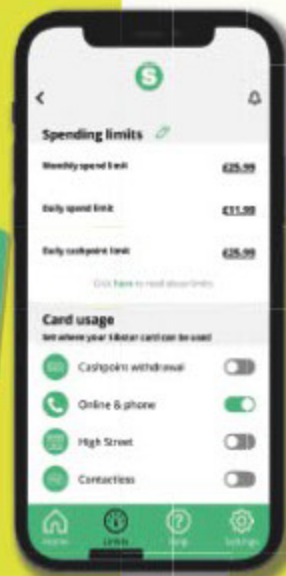 S
Spending limits
Monthly spend limit £25.99
Daily spend limit £11.99
Daily cashpoint limit £25.99
Click here to read about limits
Card usage
Set where your Sibstar card can be used
Cashpoint withdrawal
Online & phone
High Street
Contactless
Home Limits Help Settings